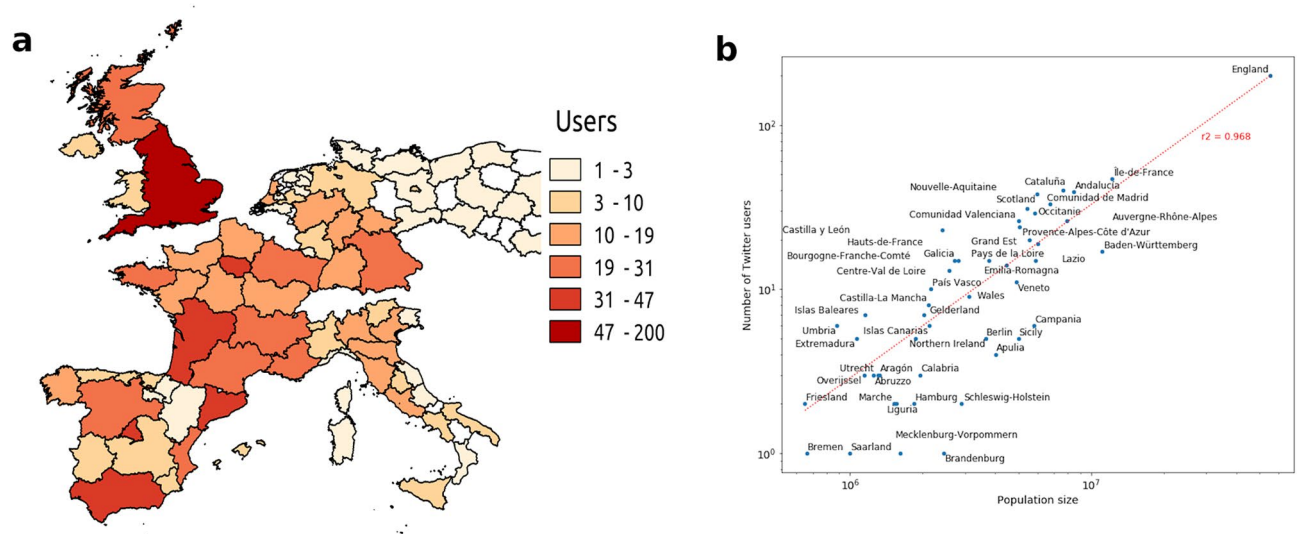 a
Users
1 - 3
3 - 10
10 - 19
19 - 31
31 - 47
47 - 200
b
Number of Twitter users
10²
10¹
10⁰
England
r2 = 0.968
Île-de-France
Cataluña
Andalucía
Nouvelle-Aquitaine
Scotland
Comunidad de Madrid
Comunidad Valenciana
Occitanie
Auvergne-Rhône-Alpes
Castilla y León
Provence-Alpes-Côte d'Azur
Hauts-de-France
Grand Est
Baden-Württemberg
Bourgogne-Franche-Comté
Galicia
Pays de la Loire
Lazio
Centre-Val de Loire
Emilia-Romagna
País Vasco
Veneto
Castilla-La Mancha
Wales
Islas Baleares
Gelderland
Campania
Umbria
Islas Canarias
Berlin
Sicily
Extremadura
Northern Ireland
Apulia
Utrecht
Aragón
Calabria
Overijssel
Abruzzo
Friesland
Marche
Hamburg
Schleswig-Holstein
Liguria
Mecklenburg-Vorpommern
Bremen
Saarland
Brandenburg
10⁶
10⁷
Population size